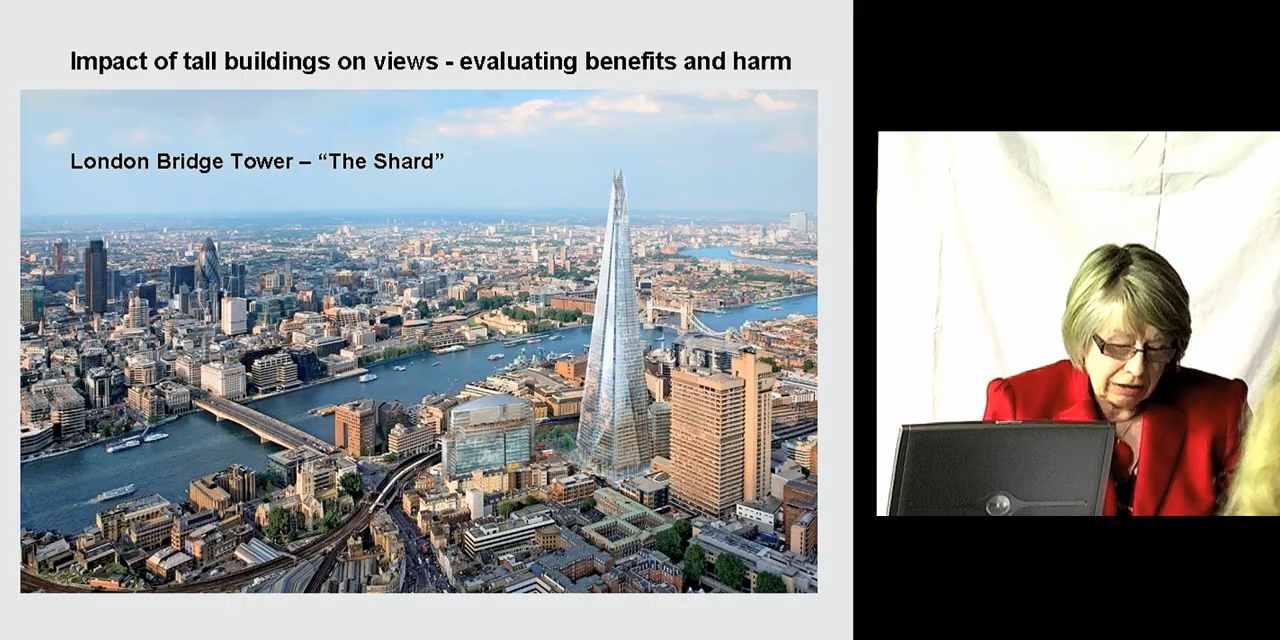 Impact of tall buildings on views - evaluating benefits and harm
London Bridge Tower – “The Shard”